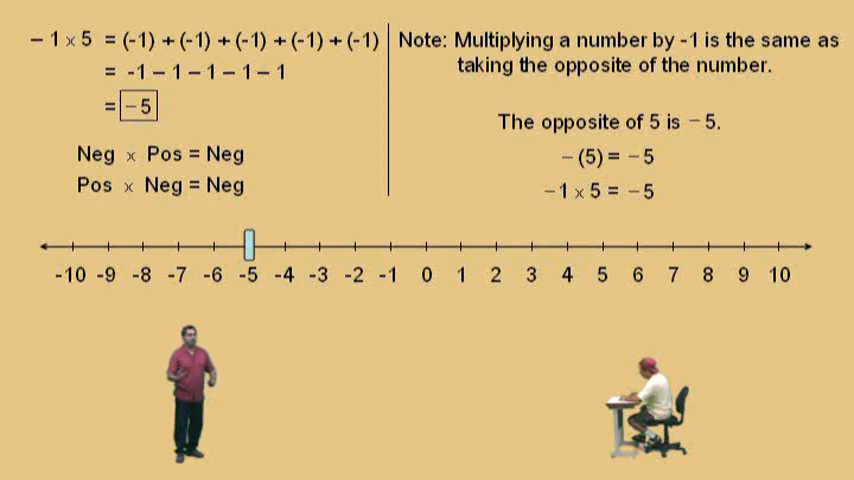 − 1 × 5 = (-1) + (-1) + (-1) + (-1) + (-1)
= -1 − 1 − 1 − 1 − 1
= − 5
Neg × Pos = Neg
Pos × Neg = Neg
Note: Multiplying a number by -1 is the same as
taking the opposite of the number.
The opposite of 5 is − 5.
− (5) = − 5
− 1 × 5 = − 5
-10 -9 -8 -7 -6 -5 -4 -3 -2 -1 0 1 2 3 4 5 6 7 8 9 10